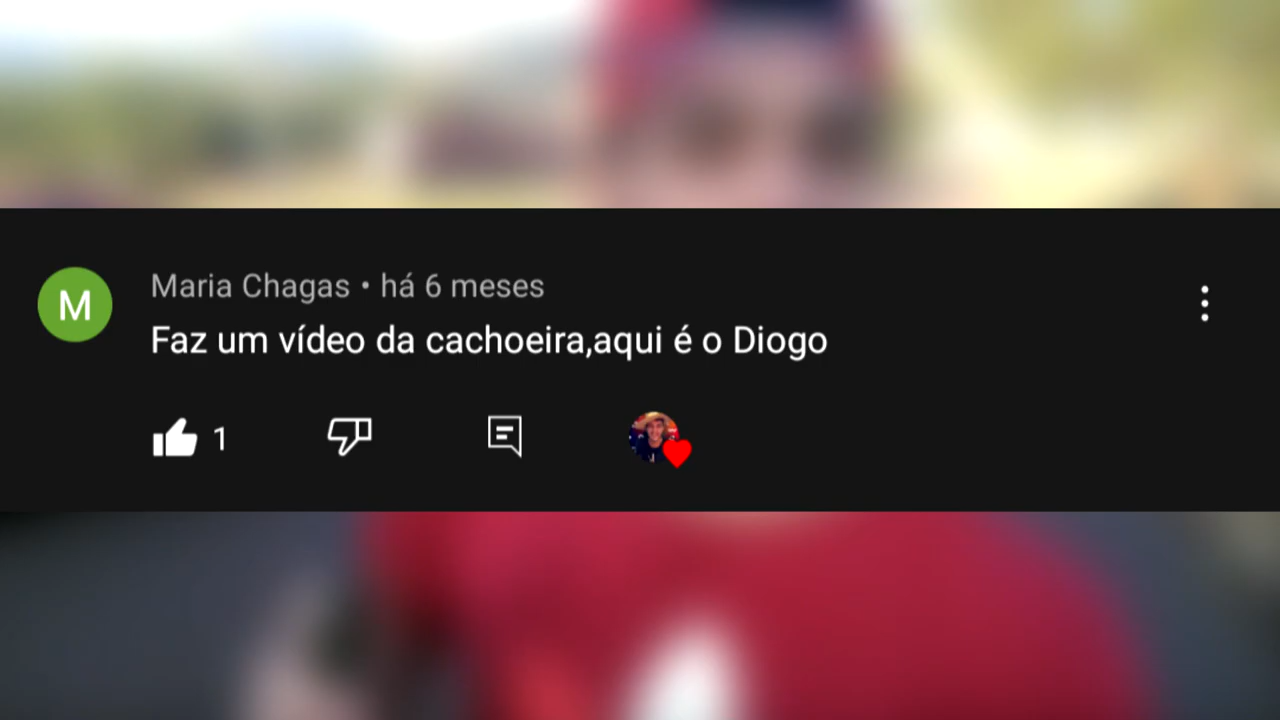 M
Maria Chagas • há 6 meses
Faz um vídeo da cachoeira,aqui é o Diogo
1